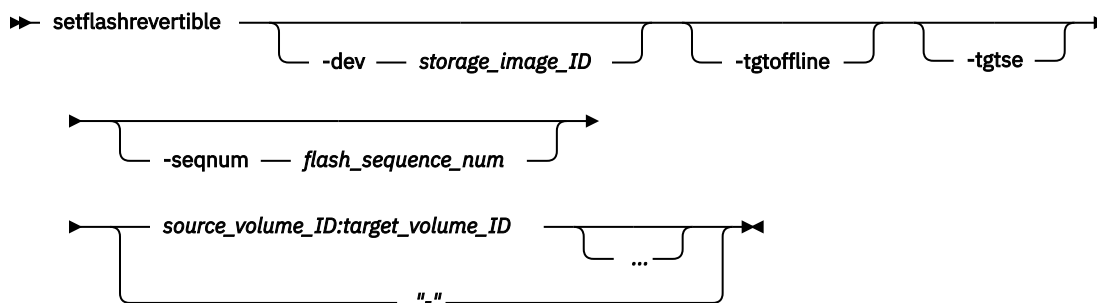 setflashrevertible
-dev storage_image_ID -tgtoffline -tgtse
-seqnum flash_sequence_num
source_volume_ID:target_volume_ID
...
"-"